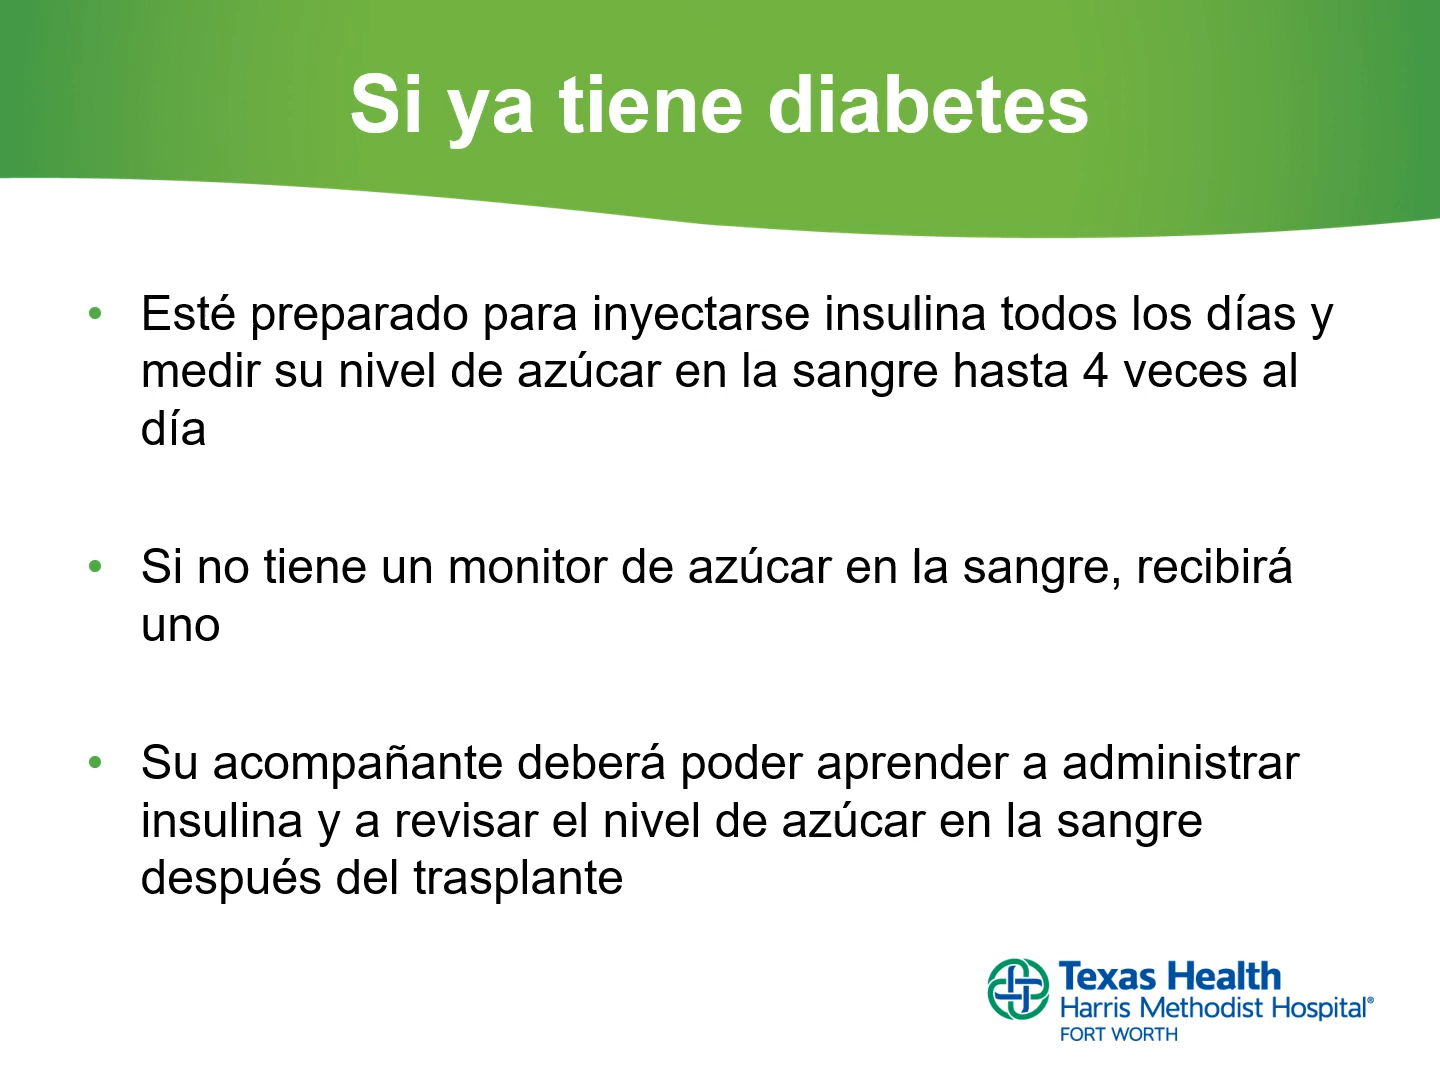 Si ya tiene diabetes
• Esté preparado para inyectarse insulina todos los días y
medir su nivel de azúcar en la sangre hasta 4 veces al
día
• Si no tiene un monitor de azúcar en la sangre, recibirá
uno
• Su acompañante deberá poder aprender a administrar
insulina y a revisar el nivel de azúcar en la sangre
después del trasplante
Texas Health
Harris Methodist Hospital®
FORT WORTH